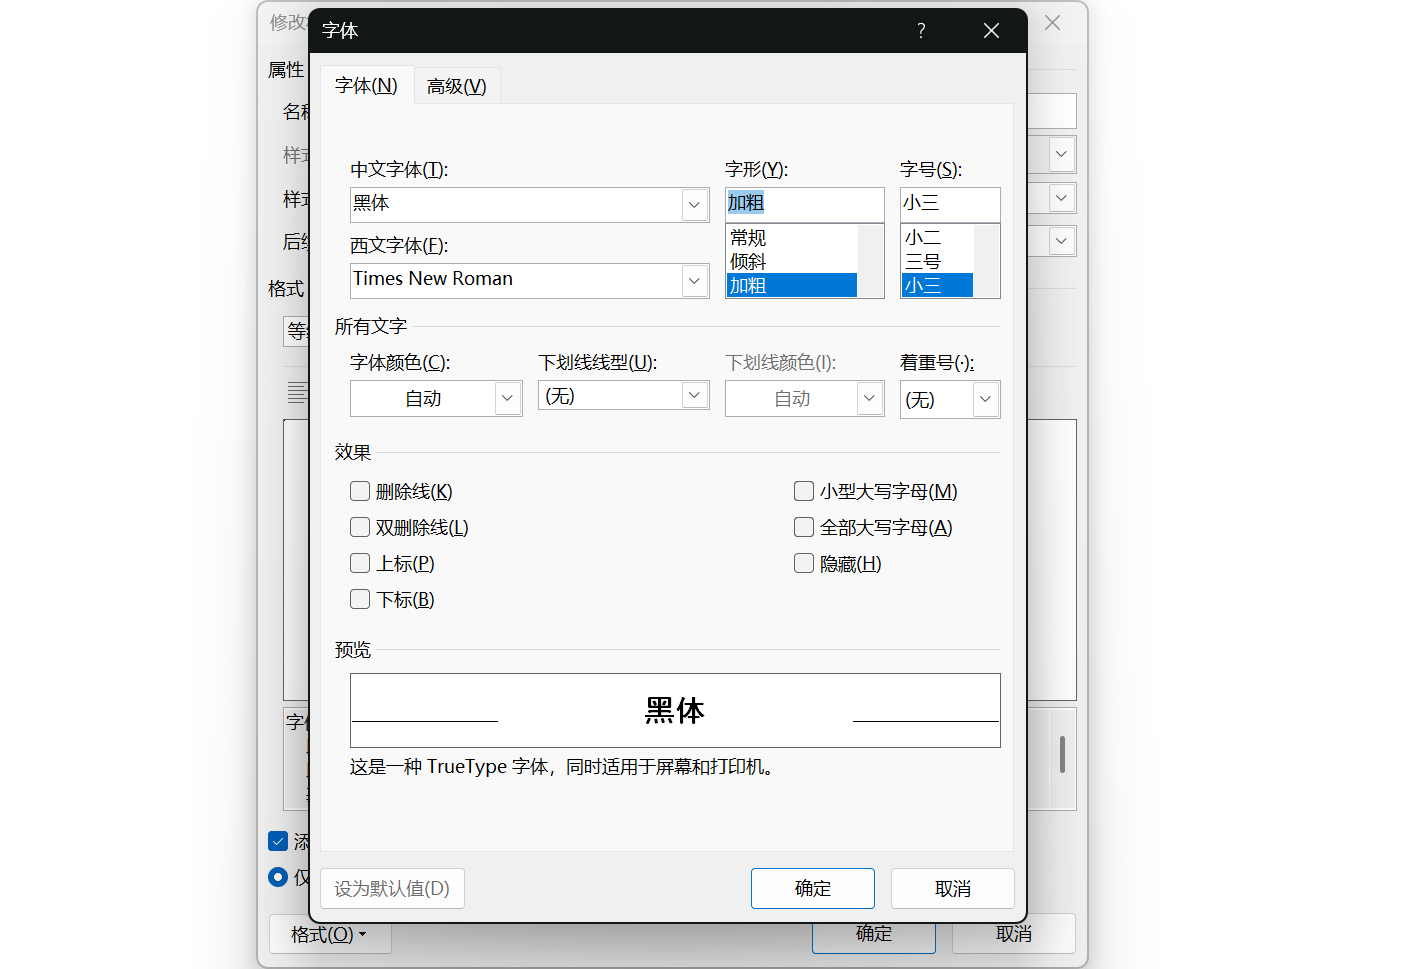 修改
字体
?
属性
字体(N)
高级(V)
名称
样式
中文字体(T):
字形(Y):
字号(S):
黑体
加粗
小三
样式
常规
小二
后续
西文字体(F):
倾斜
三号
Times New Roman
加粗
小三
格式
所有文字
字体颜色(C):
下划线线型(U):
下划线颜色(I):
着重号(·):
自动
(无)
自动
(无)
效果
删除线(K)
小型大写字母(M)
双删除线(L)
全部大写字母(A)
上标(P)
隐藏(H)
下标(B)
预览
黑体
字体
这是一种 TrueType 字体，同时适用于屏幕和打印机。
添
仅
设为默认值(D)
确定
取消
格式(O)
确定
取消